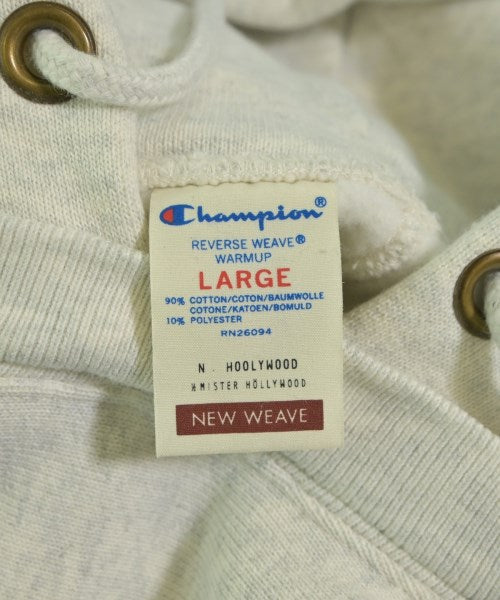 Champion®
REVERSE WEAVE®
WARMUP
LARGE
90% COTTON/COTON/BAUMWOLLE
COTONE/KATOEN/BOMULD
10% POLYESTER
RN26094
N. HOOLYWOOD
※MISTER HÖLLYWOOD
NEW WEAVE